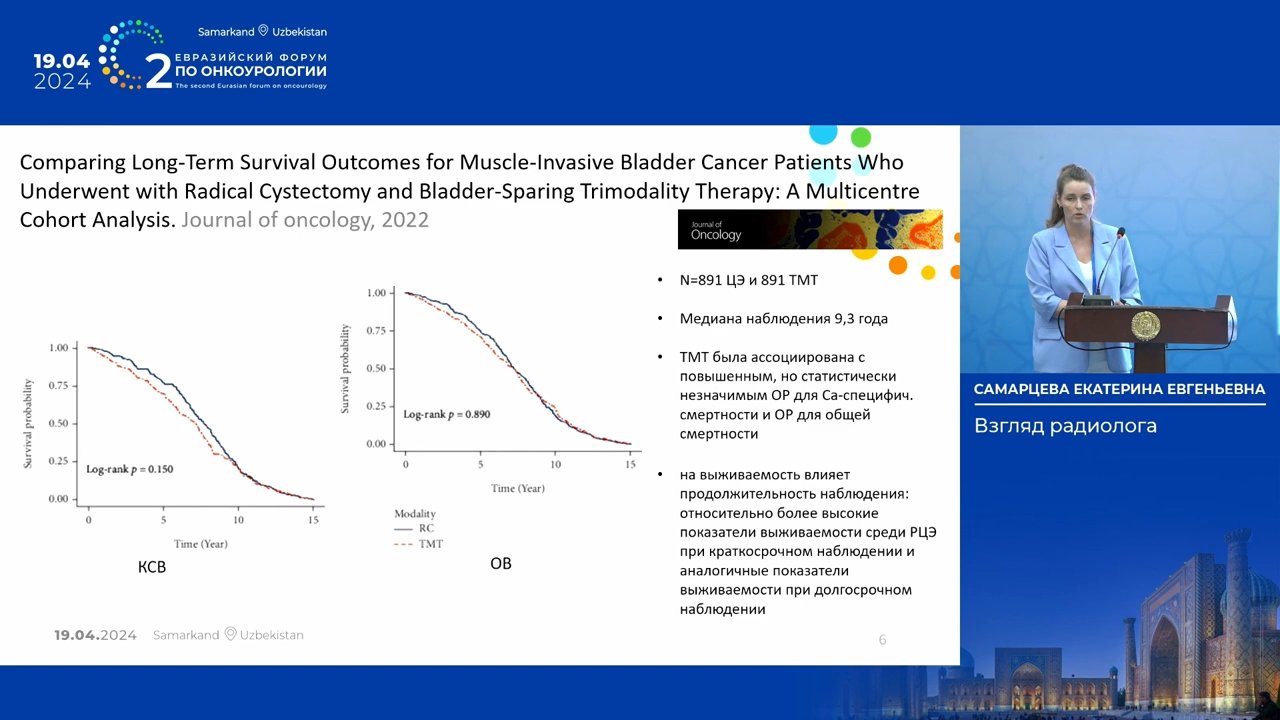 Samarkand Uzbekistan
19.04
2024
2
ЕВРАЗИЙСКИЙ ФОРУМ
ПО ОНКОУРОЛОГИИ
The second Eurasian forum on oncourology
Comparing Long-Term Survival Outcomes for Muscle-Invasive Bladder Cancer Patients Who
Underwent with Radical Cystectomy and Bladder-Sparing Trimodality Therapy: A Multicentre
Cohort Analysis. Journal of oncology, 2022
Journal of
Oncology
Survival probability
1.00
0.75
0.50
0.25
0.00
Log-rank p = 0.150
0 5 10 15
Time (Year)
КСВ
Survival probability
1.00
0.75
0.50
0.25
0.00
Log-rank p = 0.890
0 5 10 15
Time (Year)
Modality
RC
TMT
ОВ
• N=891 ЦЭ и 891 ТМТ
• Медиана наблюдения 9,3 года
• ТМТ была ассоциирована с
повышенным, но статистически
незначимым ОР для Са-специфич.
смертности и ОР для общей
смертности
• на выживаемость влияет
продолжительность наблюдения:
относительно более высокие
показатели выживаемости среди РЦЭ
при краткосрочном наблюдении и
аналогичные показатели
выживаемости при долгосрочном
наблюдении
19.04.2024 Samarkand Uzbekistan
6
САМАРЦЕВА ЕКАТЕРИНА ЕВГЕНЬЕВНА
Взгляд радиолога